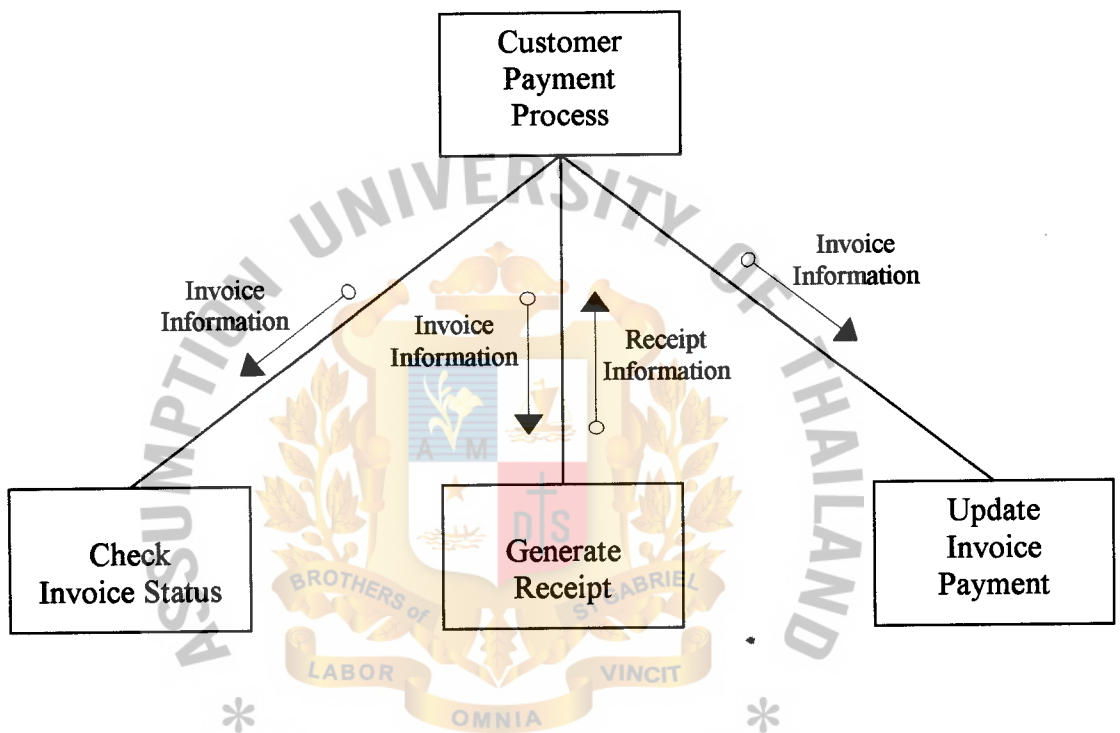 Customer
Payment
Process
ASSUMPTION UNIVERSITY OF THAILAND
Invoice
Information
Invoice
Information
Receipt
Information
Invoice
Information
A M
D S
Check
Invoice Status
Generate
Receipt
Update
Invoice
Payment
BROTHERS of
ST GABRIEL
LABOR
VINCIT
OMNIA